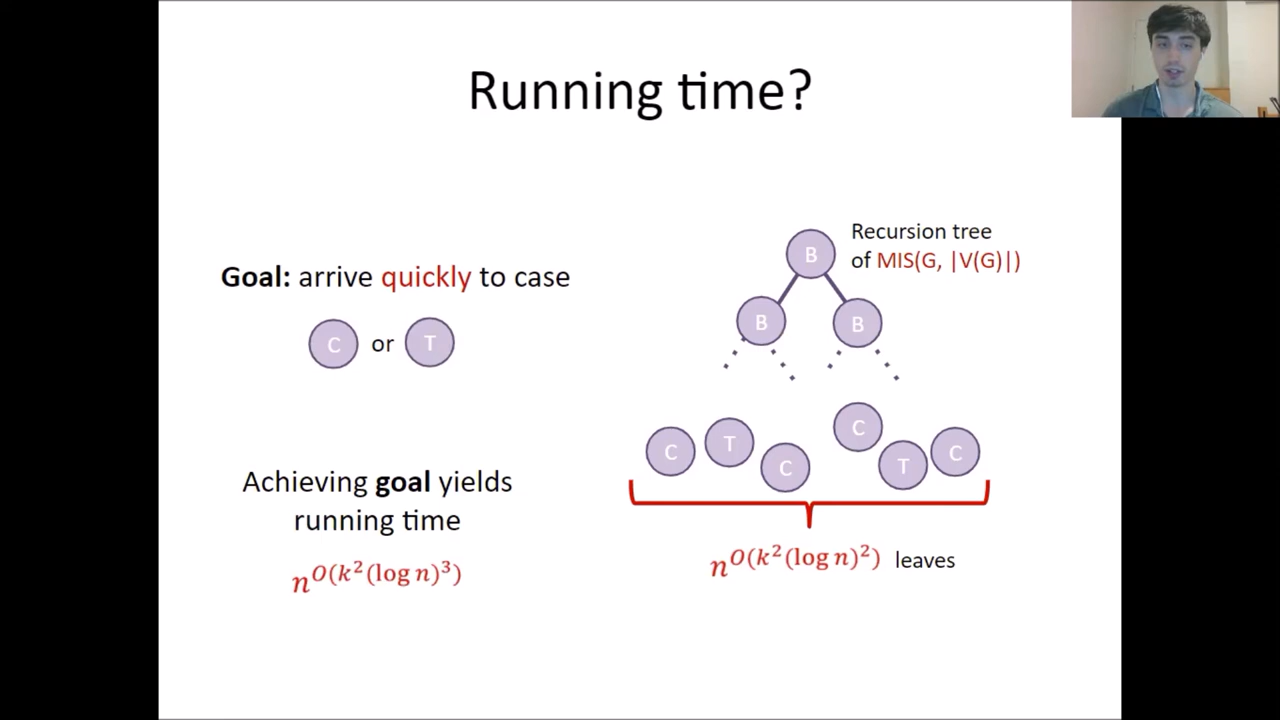 Running time?
Goal: arrive quickly to case
C or T
Achieving goal yields
running time
n^{O(k^2(log n)^3)}
Recursion tree
of MIS(G, |V(G)|)
B
B B
C T C C T C
n^{O(k^2(log n)^2)} leaves